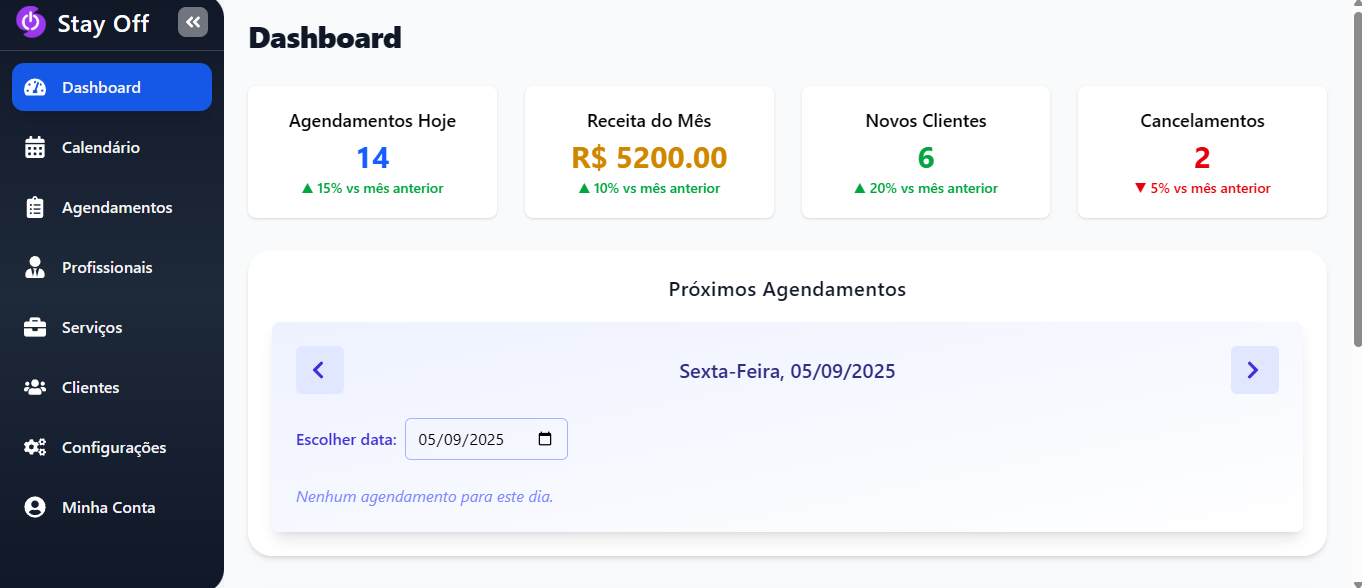 Stay Off
Dashboard
Calendário
Agendamentos
Profissionais
Serviços
Clientes
Configurações
Minha Conta
Dashboard
Agendamentos Hoje
14
▲ 15% vs mês anterior
Receita do Mês
R$ 5200.00
▲ 10% vs mês anterior
Novos Clientes
6
▲ 20% vs mês anterior
Cancelamentos
2
▼ 5% vs mês anterior
Próximos Agendamentos
Sexta-Feira, 05/09/2025
Escolher data: 05/09/2025
Nenhum agendamento para este dia.